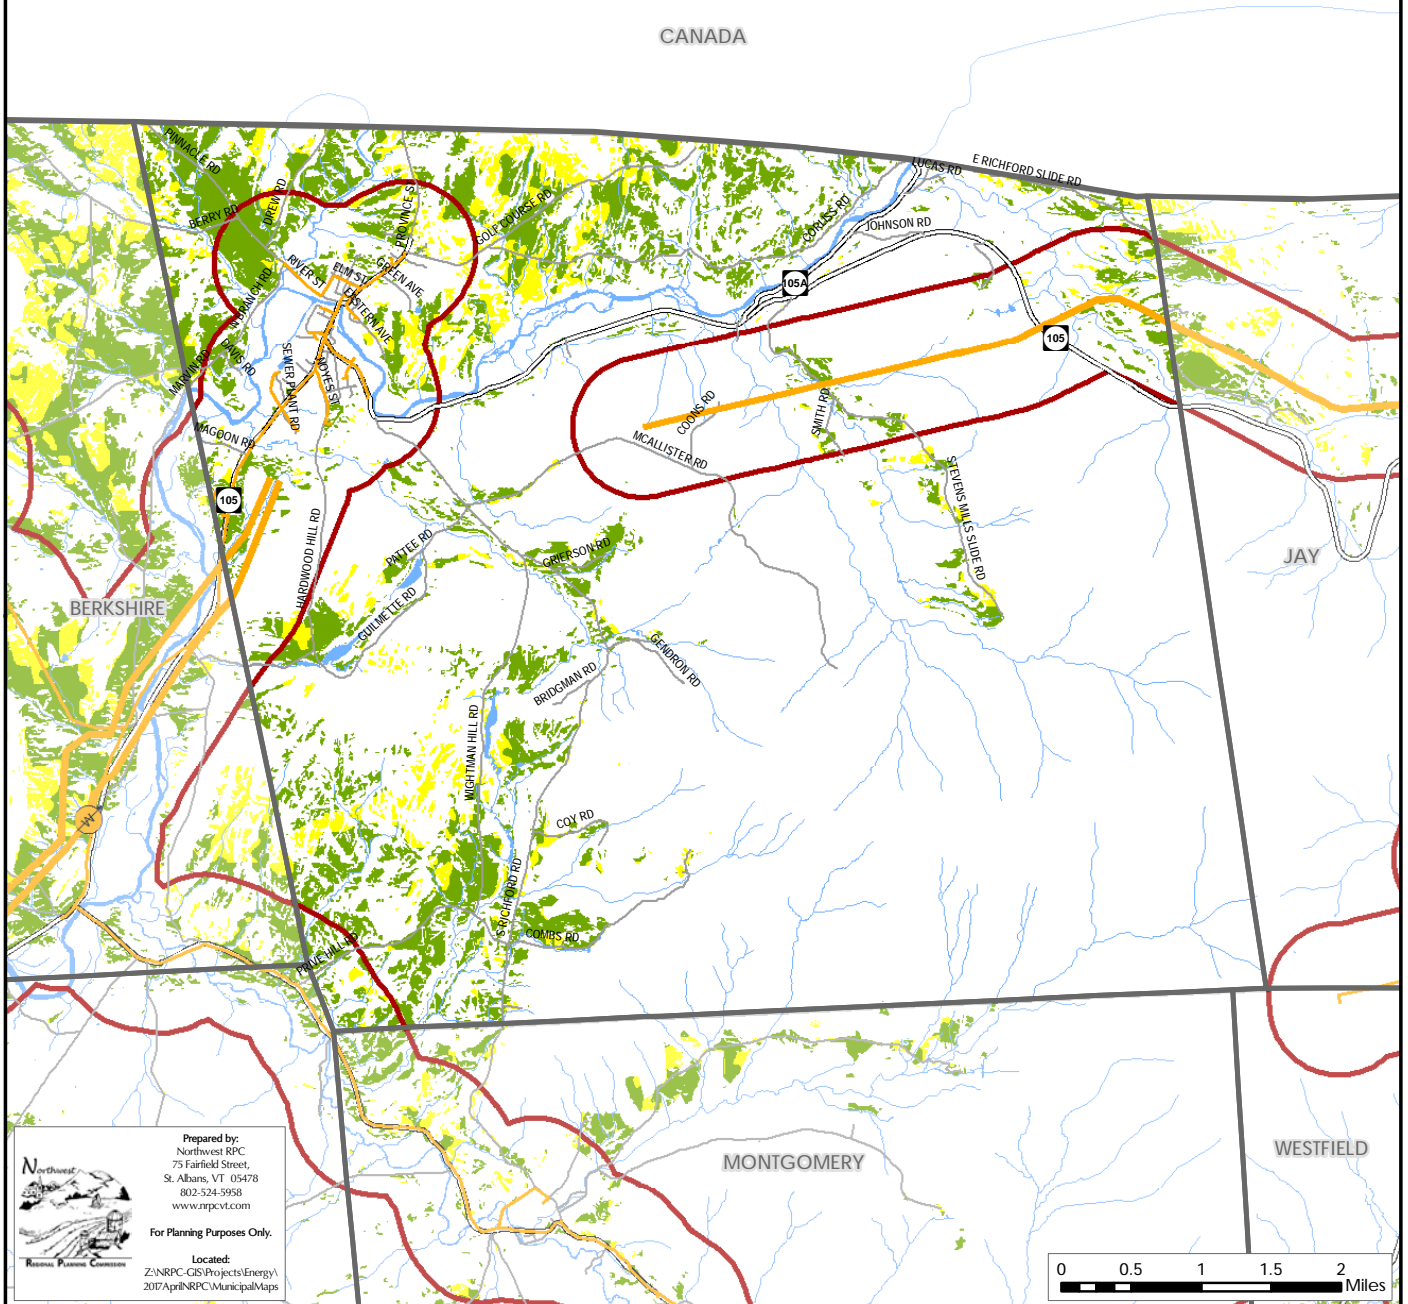 CANADA
PINNACLE RD
BERRY RD
DREW RD
PROVINCE S
GOLF COURSE RD
CORLISS RD
LUCAS RD
E RICHFORD SLIDE RD
JOHNSON RD
RIVER ST
ELM ST
GREEN AVE
EASTERN AVE
N BRANCH RD
DAVIS RD
MARVIN RD
SEWER PLANT RD
NOYES ST
MAGOON RD
105A
105
105
COONS RD
MCALLISTER RD
SMITH RD
STEVENS MILLS SLIDE RD
HARDWOOD HILL RD
PATTEE RD
GUILMETTE RD
GRIERSON RD
GENDRON RD
BRIDGMAN RD
WIGHTMAN HILL RD
COY RD
S RICHFORD RD
COMBS RD
PRIVE HILL RD
BERKSHIRE
JAY
W
MONTGOMERY
WESTFIELD
Northwest
REGIONAL PLANNING COMMISSION
Prepared by:
Northwest RPC
75 Fairfield Street,
St. Albans, VT 05478
802-524-5958
www.nrpcvt.com
For Planning Purposes Only.
Located:
Z:\NRPC-GIS\Projects\Energy\
2017AprilNRPC\MunicipalMaps
0 0.5 1 1.5 2
Miles